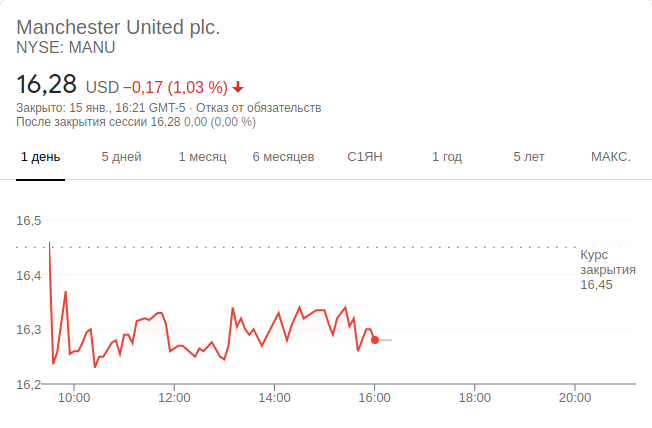 Manchester United plc.
NYSE: MANU
16,28 USD −0,17 (1,03 %)
Закрыто: 15 янв., 16:21 GMT-5 · Отказ от обязательств
После закрытия сессии 16,28 0,00 (0,00 %)
1 день 5 дней 1 месяц 6 месяцев С1ЯН 1 год 5 лет МАКС.
16,5
Курс
закрытия
16,45
16,4
16,3
16,2
10:00 12:00 14:00 16:00 18:00 20:00